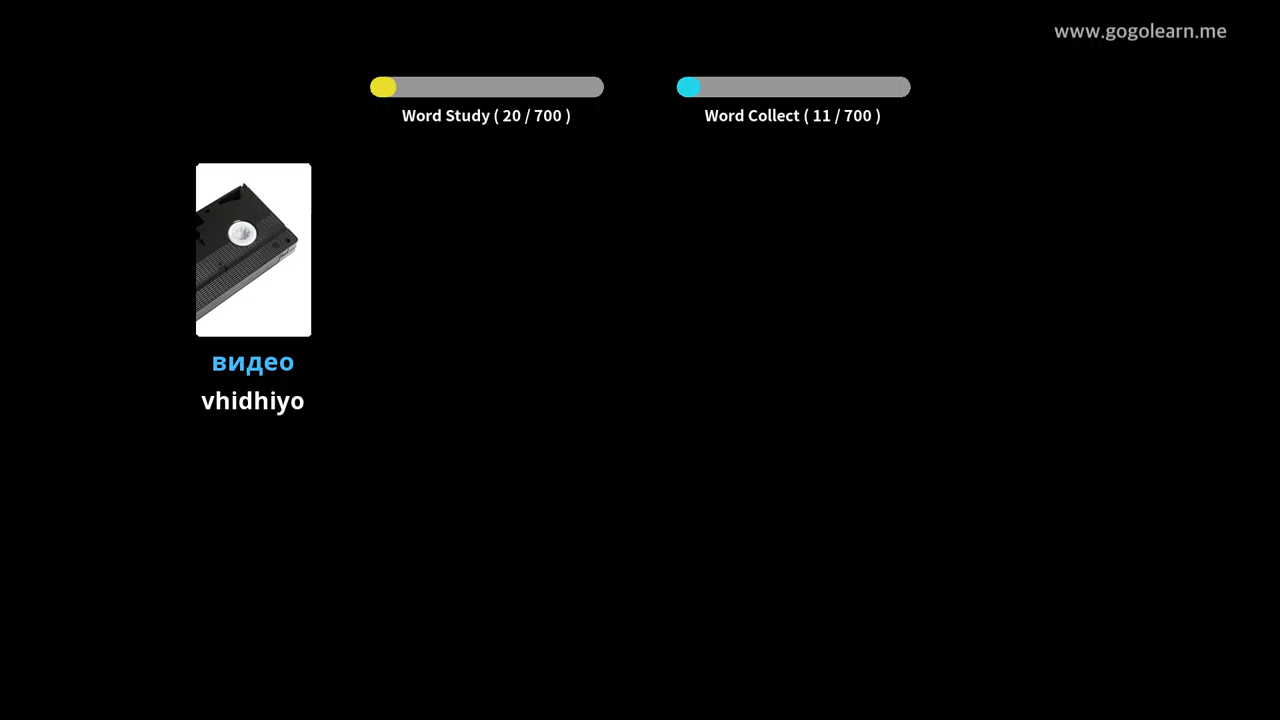 www.gogolearn.me
Word Study ( 20 / 700 )
Word Collect ( 11 / 700 )
видео
vhidhiyo